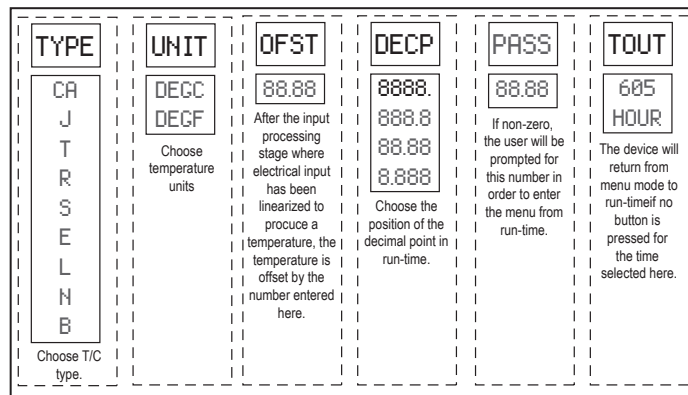 TYPE
CA
J
T
R
S
E
L
N
B
Choose T/C
type.
UNIT
DEGC
DEGF
Choose
temperature
units
OFST
88.88
After the input
processing
stage where
electrical input
has been
linearized to
procuce a
temperature, the
temperature is
offset by the
number entered
here.
DECP
8888.
888.8
88.88
8.888
Choose the
position of the
decimal point in
run-time.
PASS
88.88
If non-zero,
the user will be
prompted for
this number in
order to enter
the menu from
run-time.
TOUT
605
HOUR
The device will
return from
menu mode to
run-timeif no
button is
pressed for
the time
selected here.